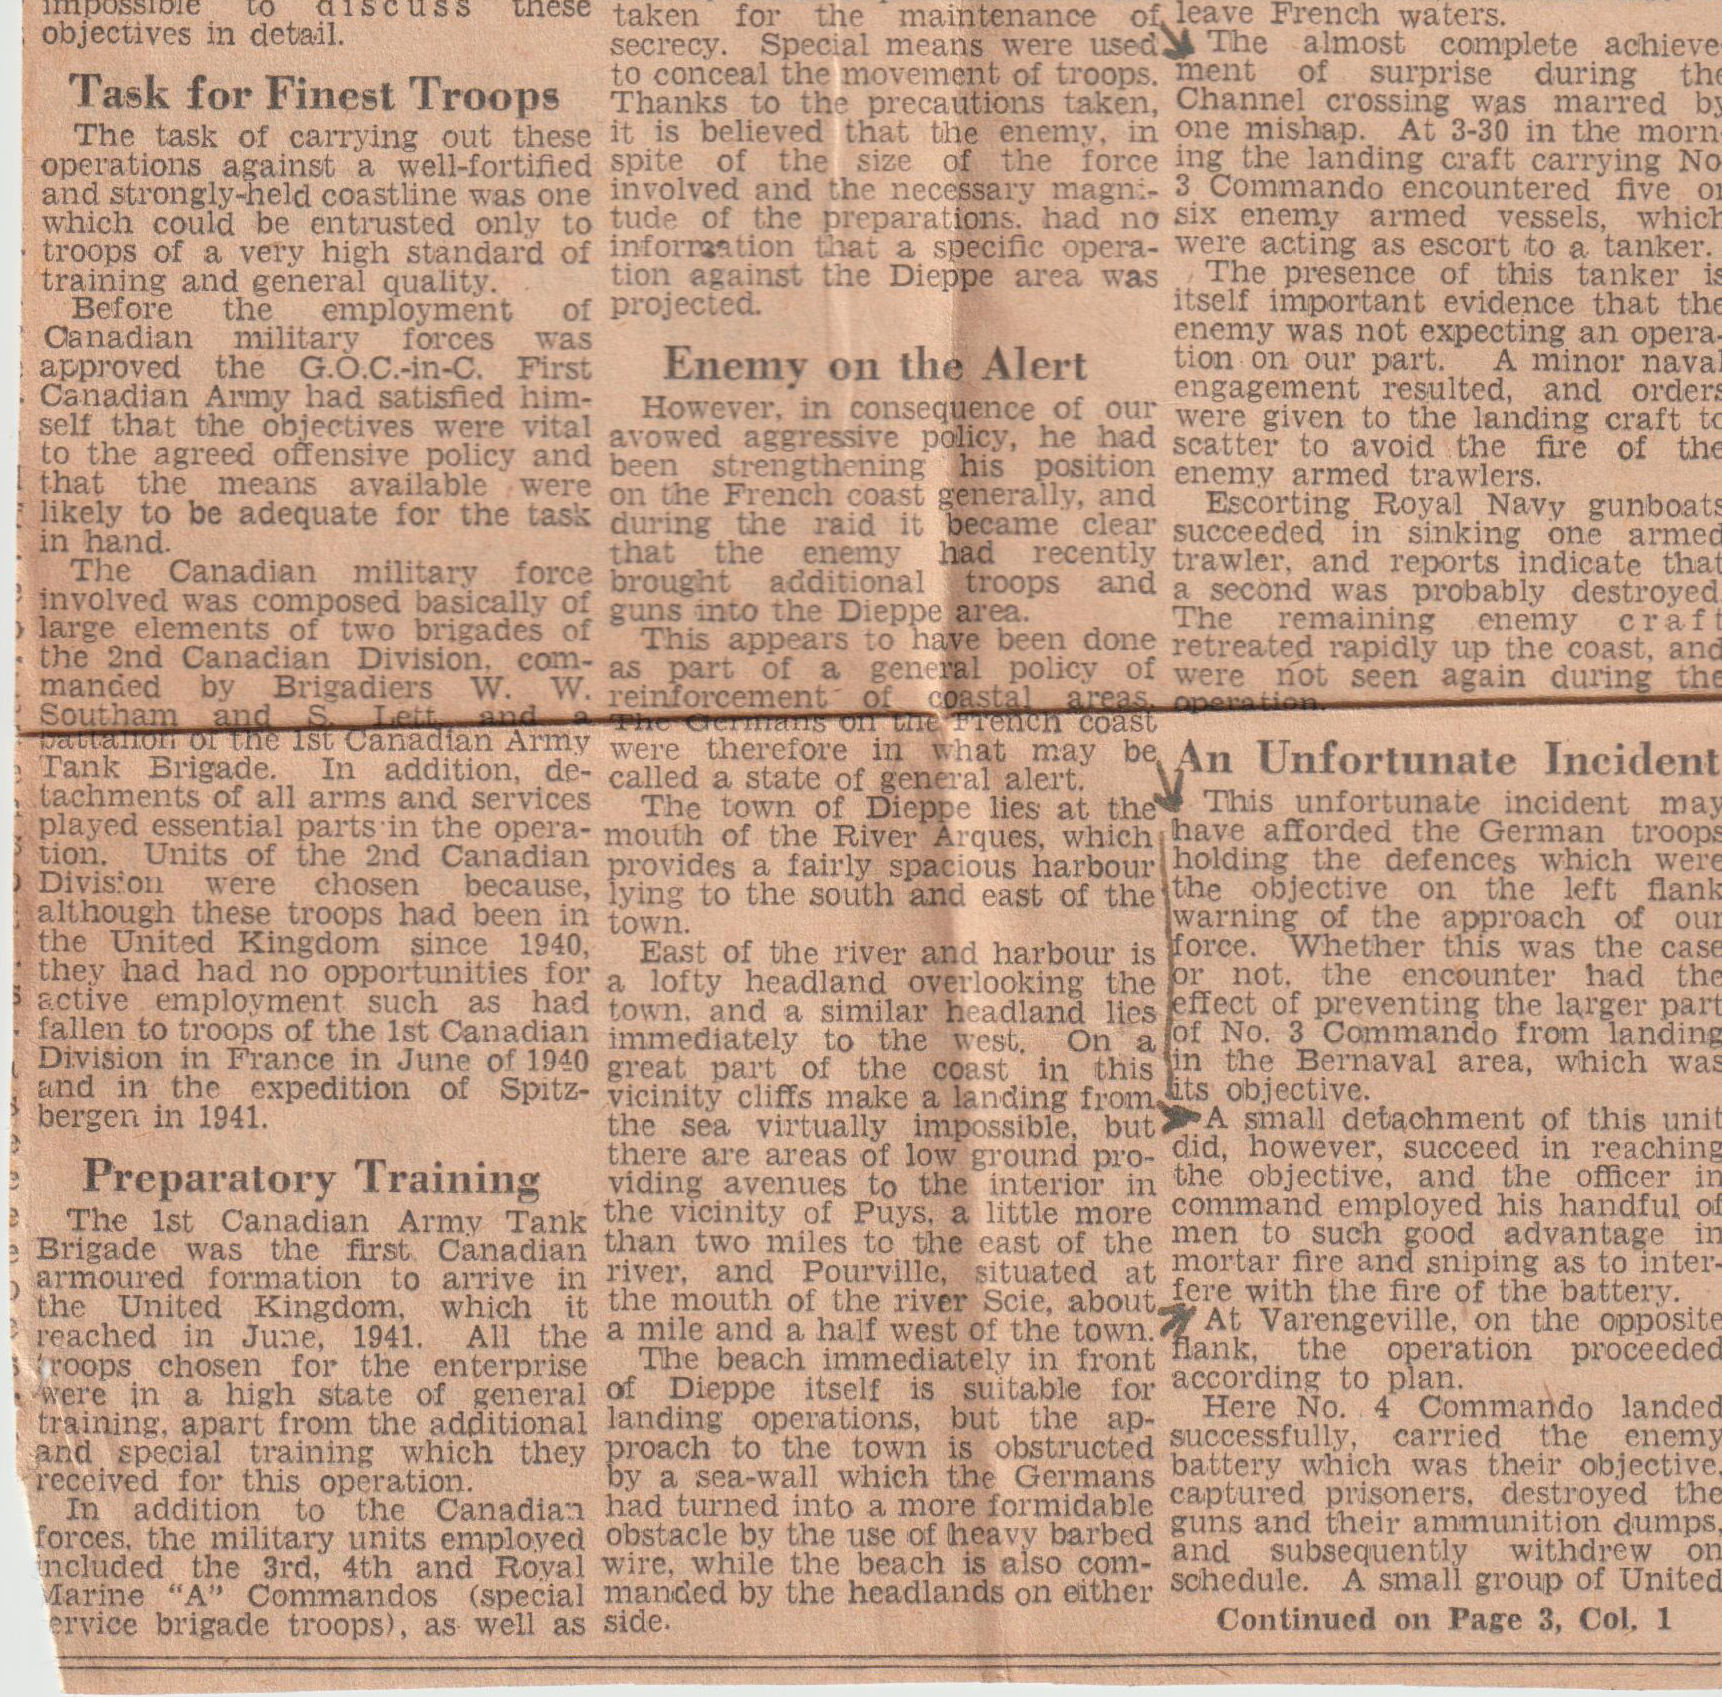 impossible to discuss these
objectives in detail.
Task for Finest Troops
The task of carrying out these
operations against a well-fortified
and strongly-held coastline was one
which could be entrusted only to
troops of a very high standard of
training and general quality.
Before the employment of
Canadian military forces was
approved the G.O.C.-in-C. First
Canadian Army had satisfied him-
self that the objectives were vital
to the agreed offensive policy and
that the means available were
likely to be adequate for the task
in hand.
The Canadian military force
involved was composed basically of
large elements of two brigades of
the 2nd Canadian Division, com-
manded by Brigadiers W. W.
Southam and S. Lett, and a
battalion of the 1st Canadian Army
Tank Brigade. In addition, de-
tachments of all arms and services
played essential parts in the opera-
tion. Units of the 2nd Canadian
Division were chosen because,
although these troops had been in
the United Kingdom since 1940,
they had had no opportunities for
active employment such as had
fallen to troops of the 1st Canadian
Division in France in June of 1940
and in the expedition of Spitz-
bergen in 1941.
Preparatory Training
The 1st Canadian Army Tank
Brigade was the first Canadian
armoured formation to arrive in
the United Kingdom, which it
reached in June, 1941. All the
troops chosen for the enterprise
were in a high state of general
training, apart from the additional
and special training which they
received for this operation.
In addition to the Canadian
forces, the military units employed
included the 3rd, 4th and Royal
Marine "A" Commandos (special
ervice brigade troops), as well as
taken for the maintenance of
secrecy. Special means were used
to conceal the movement of troops.
Thanks to the precautions taken,
it is believed that the enemy, in
spite of the size of the force
involved and the necessary magni-
tude of the preparations, had no
information that a specific opera-
tion against the Dieppe area was
projected.
Enemy on the Alert
However, in consequence of our
avowed aggressive policy, he had
been strengthening his position
on the French coast generally, and
during the raid it became clear
that the enemy had recently
brought additional troops and
guns into the Dieppe area.
This appears to have been done
as part of a general policy of
reinforcement of coastal areas.
The Germans on the French coast
were therefore in what may be
called a state of general alert.
The town of Dieppe lies at the
mouth of the River Arques, which
provides a fairly spacious harbour
lying to the south and east of the
town.
East of the river and harbour is
a lofty headland overlooking the
town, and a similar headland lies
immediately to the west. On a
great part of the coast in this
vicinity cliffs make a landing from
the sea virtually impossible, but
there are areas of low ground pro-
viding avenues to the interior in
the vicinity of Puys, a little more
than two miles to the east of the
river, and Pourville, situated at
the mouth of the river Scie, about
a mile and a half west of the town.
The beach immediately in front
of Dieppe itself is suitable for
landing operations, but the ap-
proach to the town is obstructed
by a sea-wall which the Germans
had turned into a more formidable
obstacle by the use of heavy barbed
wire, while the beach is also com-
manded by the headlands on either
side.
leave French waters.
The almost complete achieve
ment of surprise during the
Channel crossing was marred by
one mishap. At 3-30 in the morn
ing the landing craft carrying No
3 Commando encountered five or
six enemy armed vessels, which
were acting as escort to a tanker.
The presence of this tanker is
itself important evidence that the
enemy was not expecting an opera-
tion on our part. A minor naval
engagement resulted, and orders
were given to the landing craft to
scatter to avoid the fire of the
enemy armed trawlers.
Escorting Royal Navy gunboats
succeeded in sinking one armed
trawler, and reports indicate that
a second was probably destroyed
The remaining enemy craft
retreated rapidly up the coast, and
were not seen again during the
operation.
An Unfortunate Incident
This unfortunate incident may
have afforded the German troops
holding the defences which were
the objective on the left flank
warning of the approach of our
force. Whether this was the case
or not, the encounter had the
effect of preventing the larger part
of No. 3 Commando from landing
in the Bernaval area, which was
its objective.
A small detachment of this unit
did, however, succeed in reaching
the objective, and the officer in
command employed his handful of
men to such good advantage in
mortar fire and sniping as to inter-
fere with the fire of the battery.
At Varengeville, on the opposite
flank, the operation proceeded
according to plan.
Here No. 4 Commando landed
successfully, carried the enemy
battery which was their objective,
captured prisoners, destroyed the
guns and their ammunition dumps,
and subsequently withdrew on
schedule. A small group of United
Continued on Page 3, Col. 1